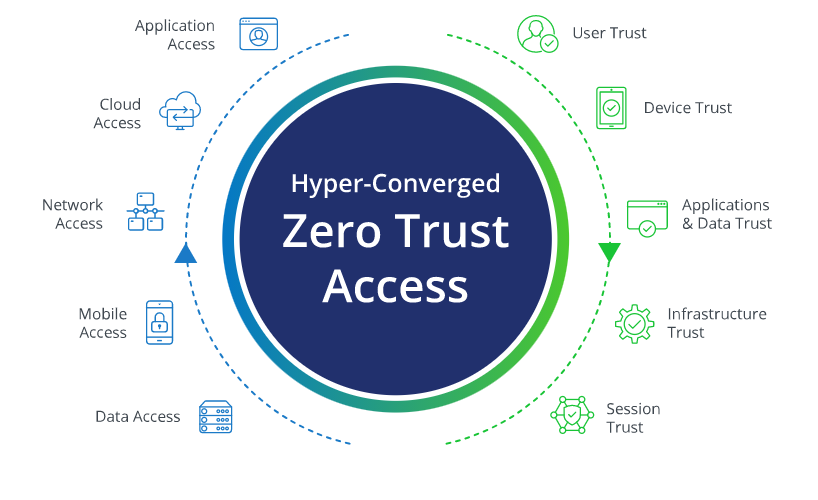 Application
Access
Cloud
Access
Network
Access
Mobile
Access
Data Access
Hyper-Converged
Zero Trust
Access
User Trust
Device Trust
Applications
& Data Trust
Infrastructure
Trust
Session
Trust